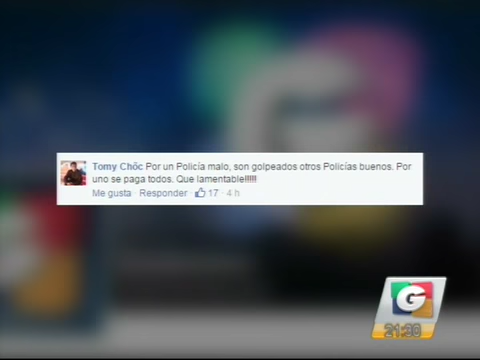 Tomy Chôc Por un Policía malo, son golpeados otros Policías buenos. Por
uno se paga todos. Que lamentable!!!!!!
Me gusta · Responder · 17 · 4 h
G
21:20